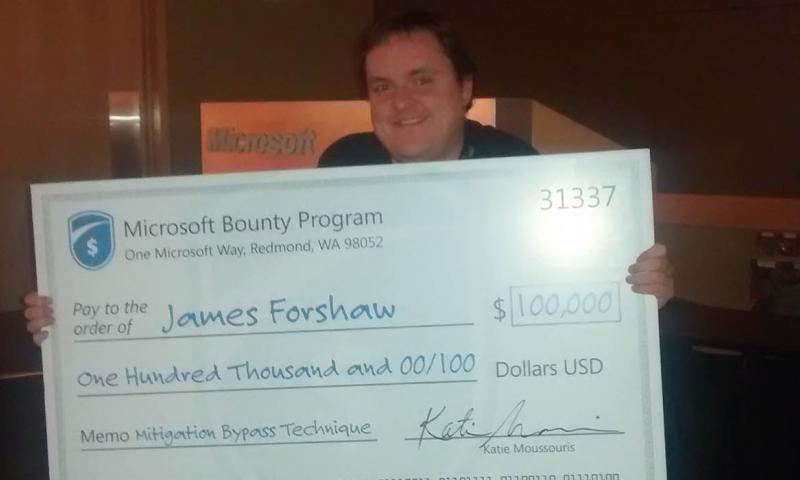 Microsoft
Microsoft Bounty Program
31337
One Microsoft Way, Redmond, WA 98052
Pay to the
order of James Forshaw $ 100,000
One Hundred Thousand and 00/100 Dollars USD
Memo Mitigation Bypass Technique
Katie Moussouris